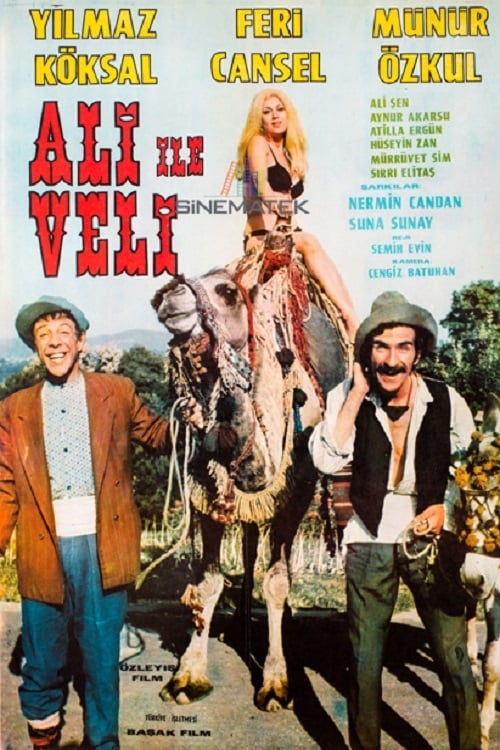 YILMAZ
KÖKSAL
FERİ
CANSEL
MÜNÜR
ÖZKUL
ALİ İLE
VELİ
SİNEMATEK
ALİ ŞEN
AYNUR AKARSU
ATİLLA ERGÜN
HÜSEYİN ZAN
MÜRRÜVET SİM
SIRRI ELİTAŞ
ŞARKILAR:
NERMİN CANDAN
SUNA SUNAY
REJİ
SEMİH EVİN
KAMERA:
CENGİZ BATUHAN
ÖZLEYİŞ
FİLM
TÜRKİYE İŞLETMESİ
BAŞAK FİLM